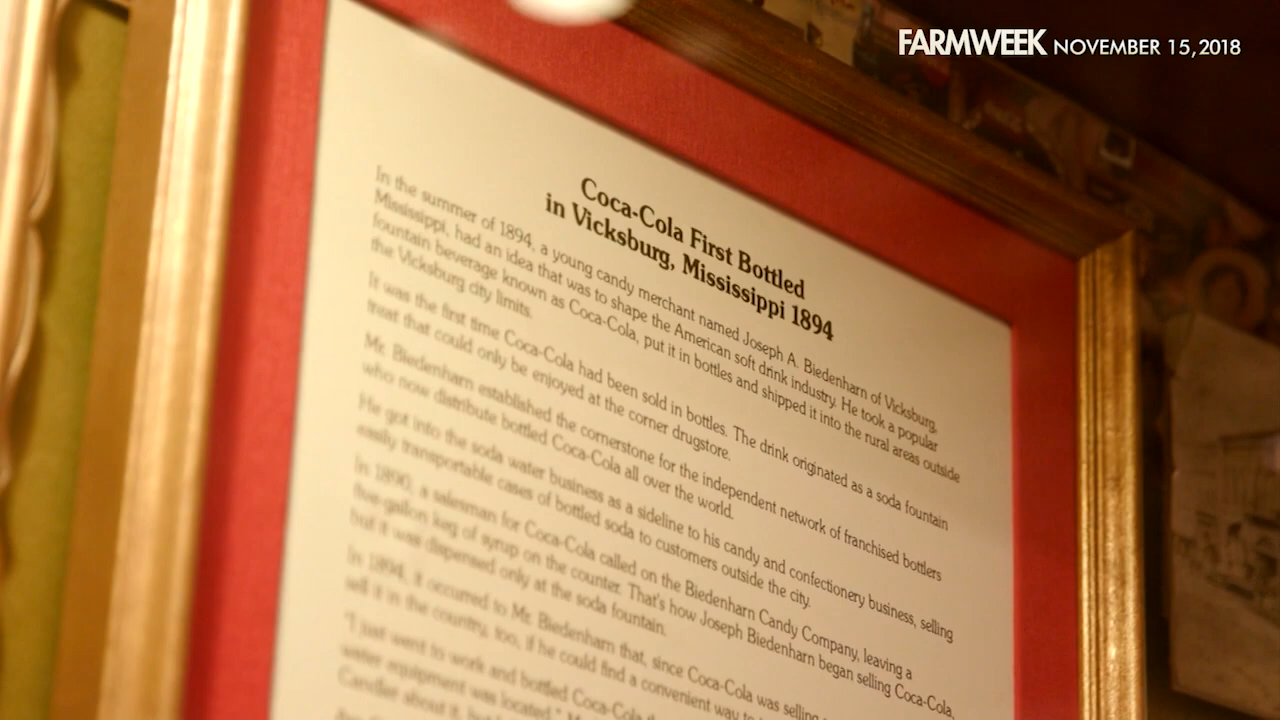 FARMWEEK NOVEMBER 15, 2018
Coca-Cola First Bottled
in Vicksburg, Mississippi 1894
In the summer of 1894, a young candy merchant named Joseph A. Biedenharn of Vicksburg,
Mississippi, had an idea that was to shape the American soft drink industry. He took a popular
fountain beverage known as Coca-Cola, put it in bottles and shipped it into the rural areas outside
the Vicksburg city limits.
It was the first time Coca-Cola had been sold in bottles. The drink originated as a soda fountain
treat that could only be enjoyed at the corner drugstore.
Mr. Biedenharn established the cornerstone for the independent network of franchised bottlers
who now distribute bottled Coca-Cola all over the world.
He got into the soda water business as a sideline to his candy and confectionery business, selling
easily transportable cases of bottled soda to customers outside the city.
In 1890, a salesman for Coca-Cola called on the Biedenharn Candy Company, leaving a
five-gallon keg of syrup on the counter. That's how Joseph Biedenharn began selling Coca-Cola,
but it was dispensed only at the soda fountain.
In 1894, it occurred to Mr. Biedenharn that, since Coca-Cola was selling
sell it in the country, too, if he could find a convenient way to
"I just went to work and bottled Coca-Cola
water equipment was located."
Candler about it, but